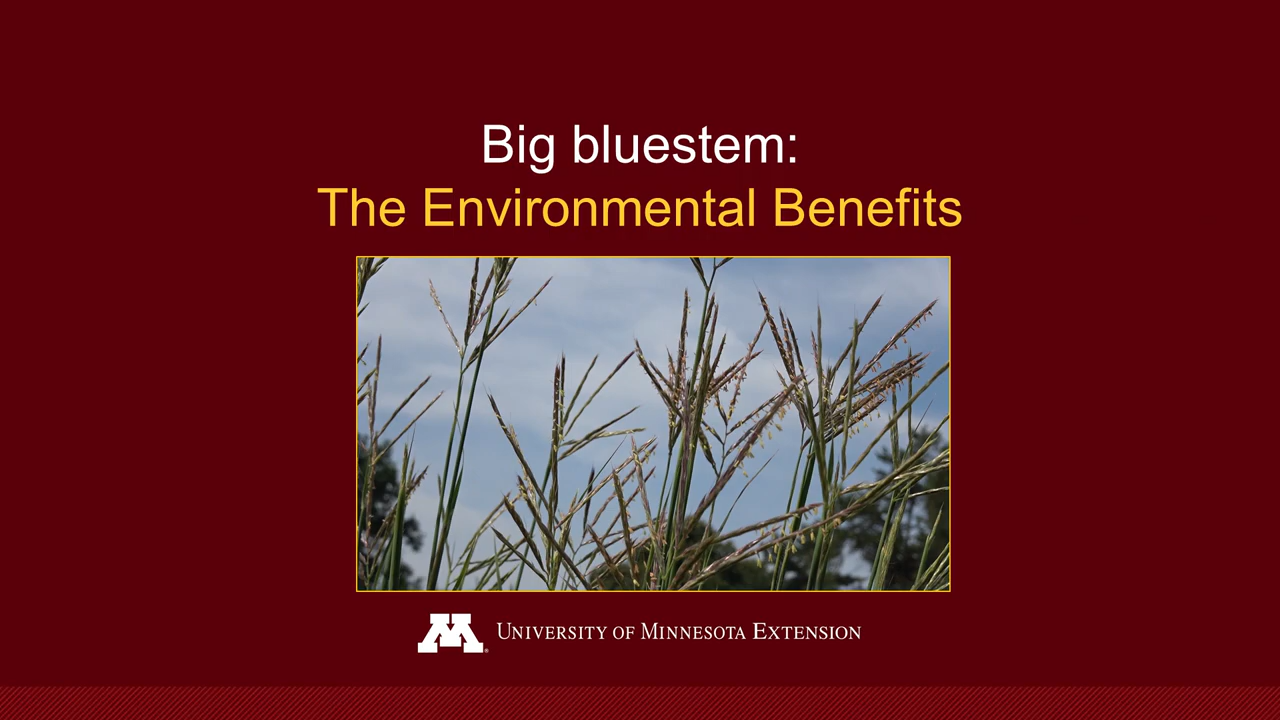 Big bluestem:
The Environmental Benefits
M
UNIVERSITY OF MINNESOTA EXTENSION